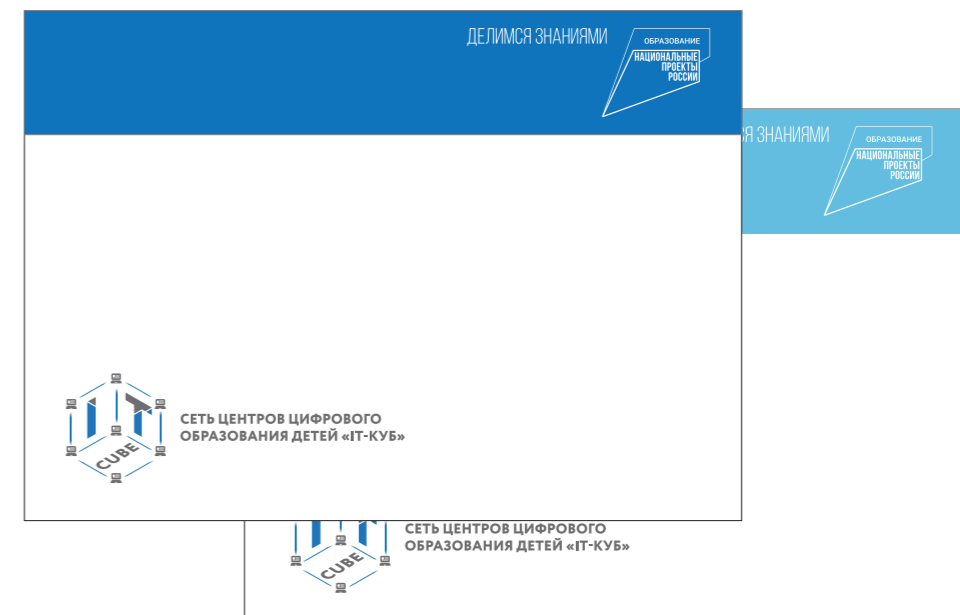 ДЕЛИМСЯ ЗНАНИЯМИ
ОБРАЗОВАНИЕ
НАЦИОНАЛЬНЫЕ
ПРОЕКТЫ
РОССИИ
Я ЗНАНИЯМИ
ОБРАЗОВАНИЕ
НАЦИОНАЛЬНЫЕ
ПРОЕКТЫ
РОССИИ
IT
CUBE
СЕТЬ ЦЕНТРОВ ЦИФРОВОГО
ОБРАЗОВАНИЯ ДЕТЕЙ «IT-КУБ»
CUBE
СЕТЬ ЦЕНТРОВ ЦИФРОВОГО
ОБРАЗОВАНИЯ ДЕТЕЙ «IT-КУБ»